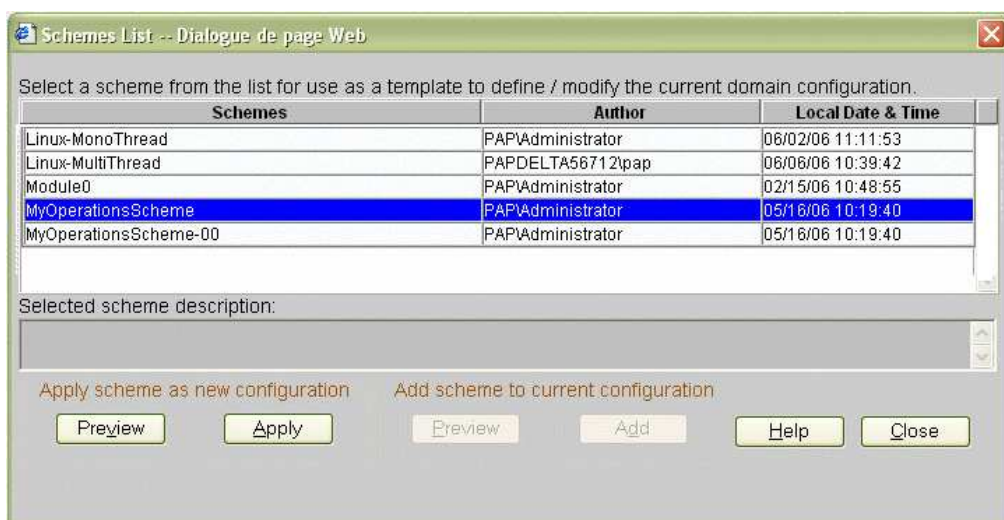 Schemes List -- Dialogue de page Web
Select a scheme from the list for use as a template to define / modify the current domain configuration.
Schemes Author Local Date & Time
Linux-MonoThread PAP\Administrator 06/02/06 11:11:53
Linux-MultiThread PAPDELTA56712\pap 06/06/06 10:39:42
Module0 PAP\Administrator 02/15/06 10:48:55
MyOperationsScheme PAP\Administrator 05/16/06 10:19:40
MyOperationsScheme-00 PAP\Administrator 05/16/06 10:19:40
Selected scheme description:
Apply scheme as new configuration Add scheme to current configuration
Preview Apply Preview Add Help Close